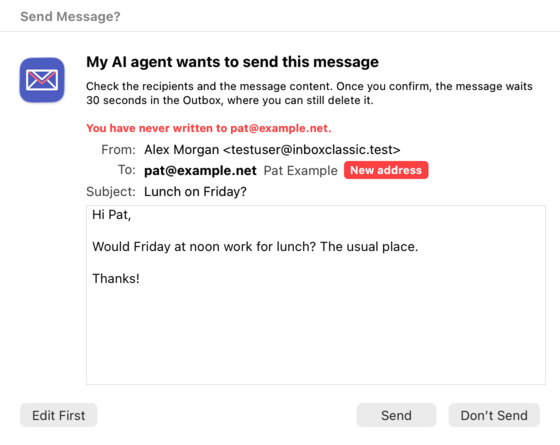 Send Message?
My AI agent wants to send this message
Check the recipients and the message content. Once you confirm, the message waits
30 seconds in the Outbox, where you can still delete it.
You have never written to pat@example.net.
From: Alex Morgan <testuser@inboxclassic.test>
To: pat@example.net Pat Example New address
Subject: Lunch on Friday?
Hi Pat,
Would Friday at noon work for lunch? The usual place.
Thanks!
Edit First Send Don't Send